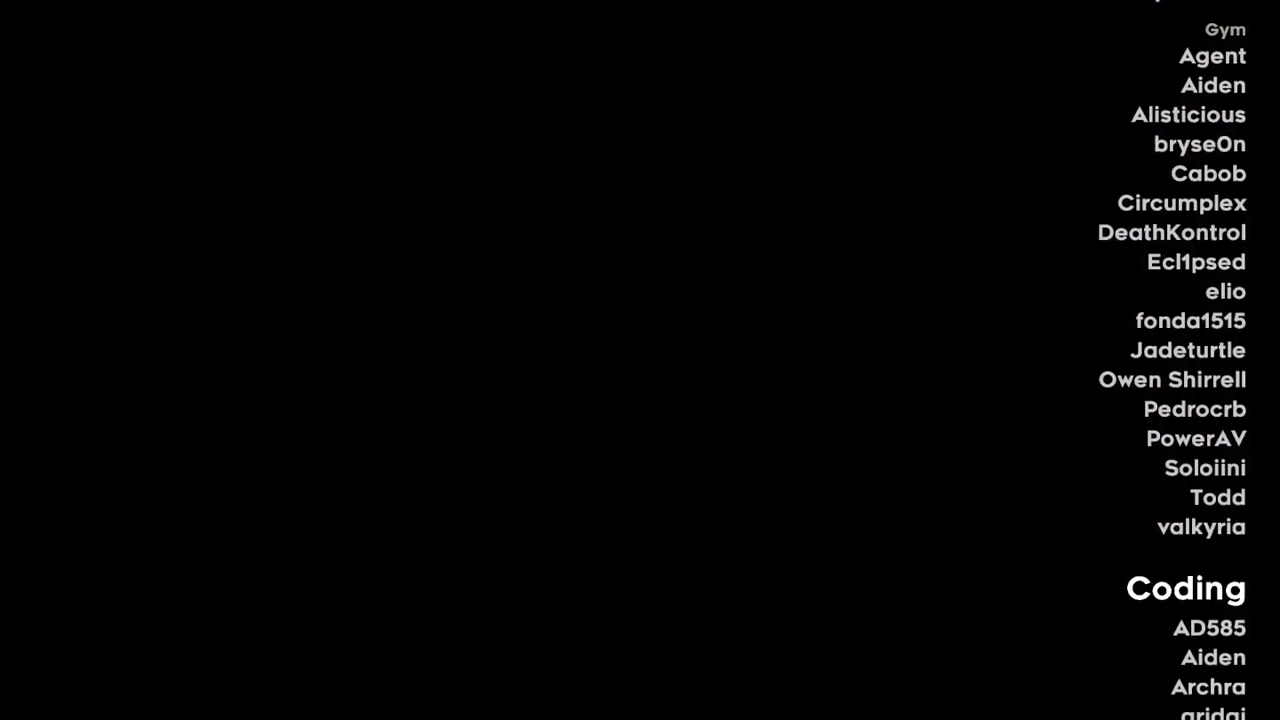 Gym
Agent
Aiden
Alisticious
bryse0n
Cabob
Circumplex
DeathKontrol
Ecl1psed
elio
fonda1515
Jadeturtle
Owen Shirrell
Pedrocrb
PowerAV
Soloiini
Todd
valkyria
Coding
AD585
Aiden
Archra